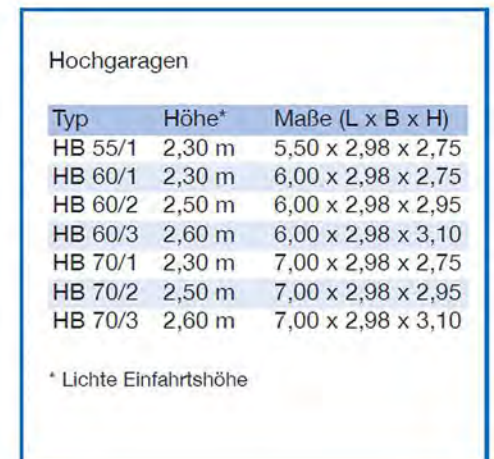 Hochgaragen
Typ Höhe* Maße (L x B x H)
HB 55/1 2,30 m 5,50 x 2,98 x 2,75
HB 60/1 2,30 m 6,00 x 2,98 x 2,75
HB 60/2 2,50 m 6,00 x 2,98 x 2,95
HB 60/3 2,60 m 6,00 x 2,98 x 3,10
HB 70/1 2,30 m 7,00 x 2,98 x 2,75
HB 70/2 2,50 m 7,00 x 2,98 x 2,95
HB 70/3 2,60 m 7,00 x 2,98 x 3,10
* Lichte Einfahrtshöhe